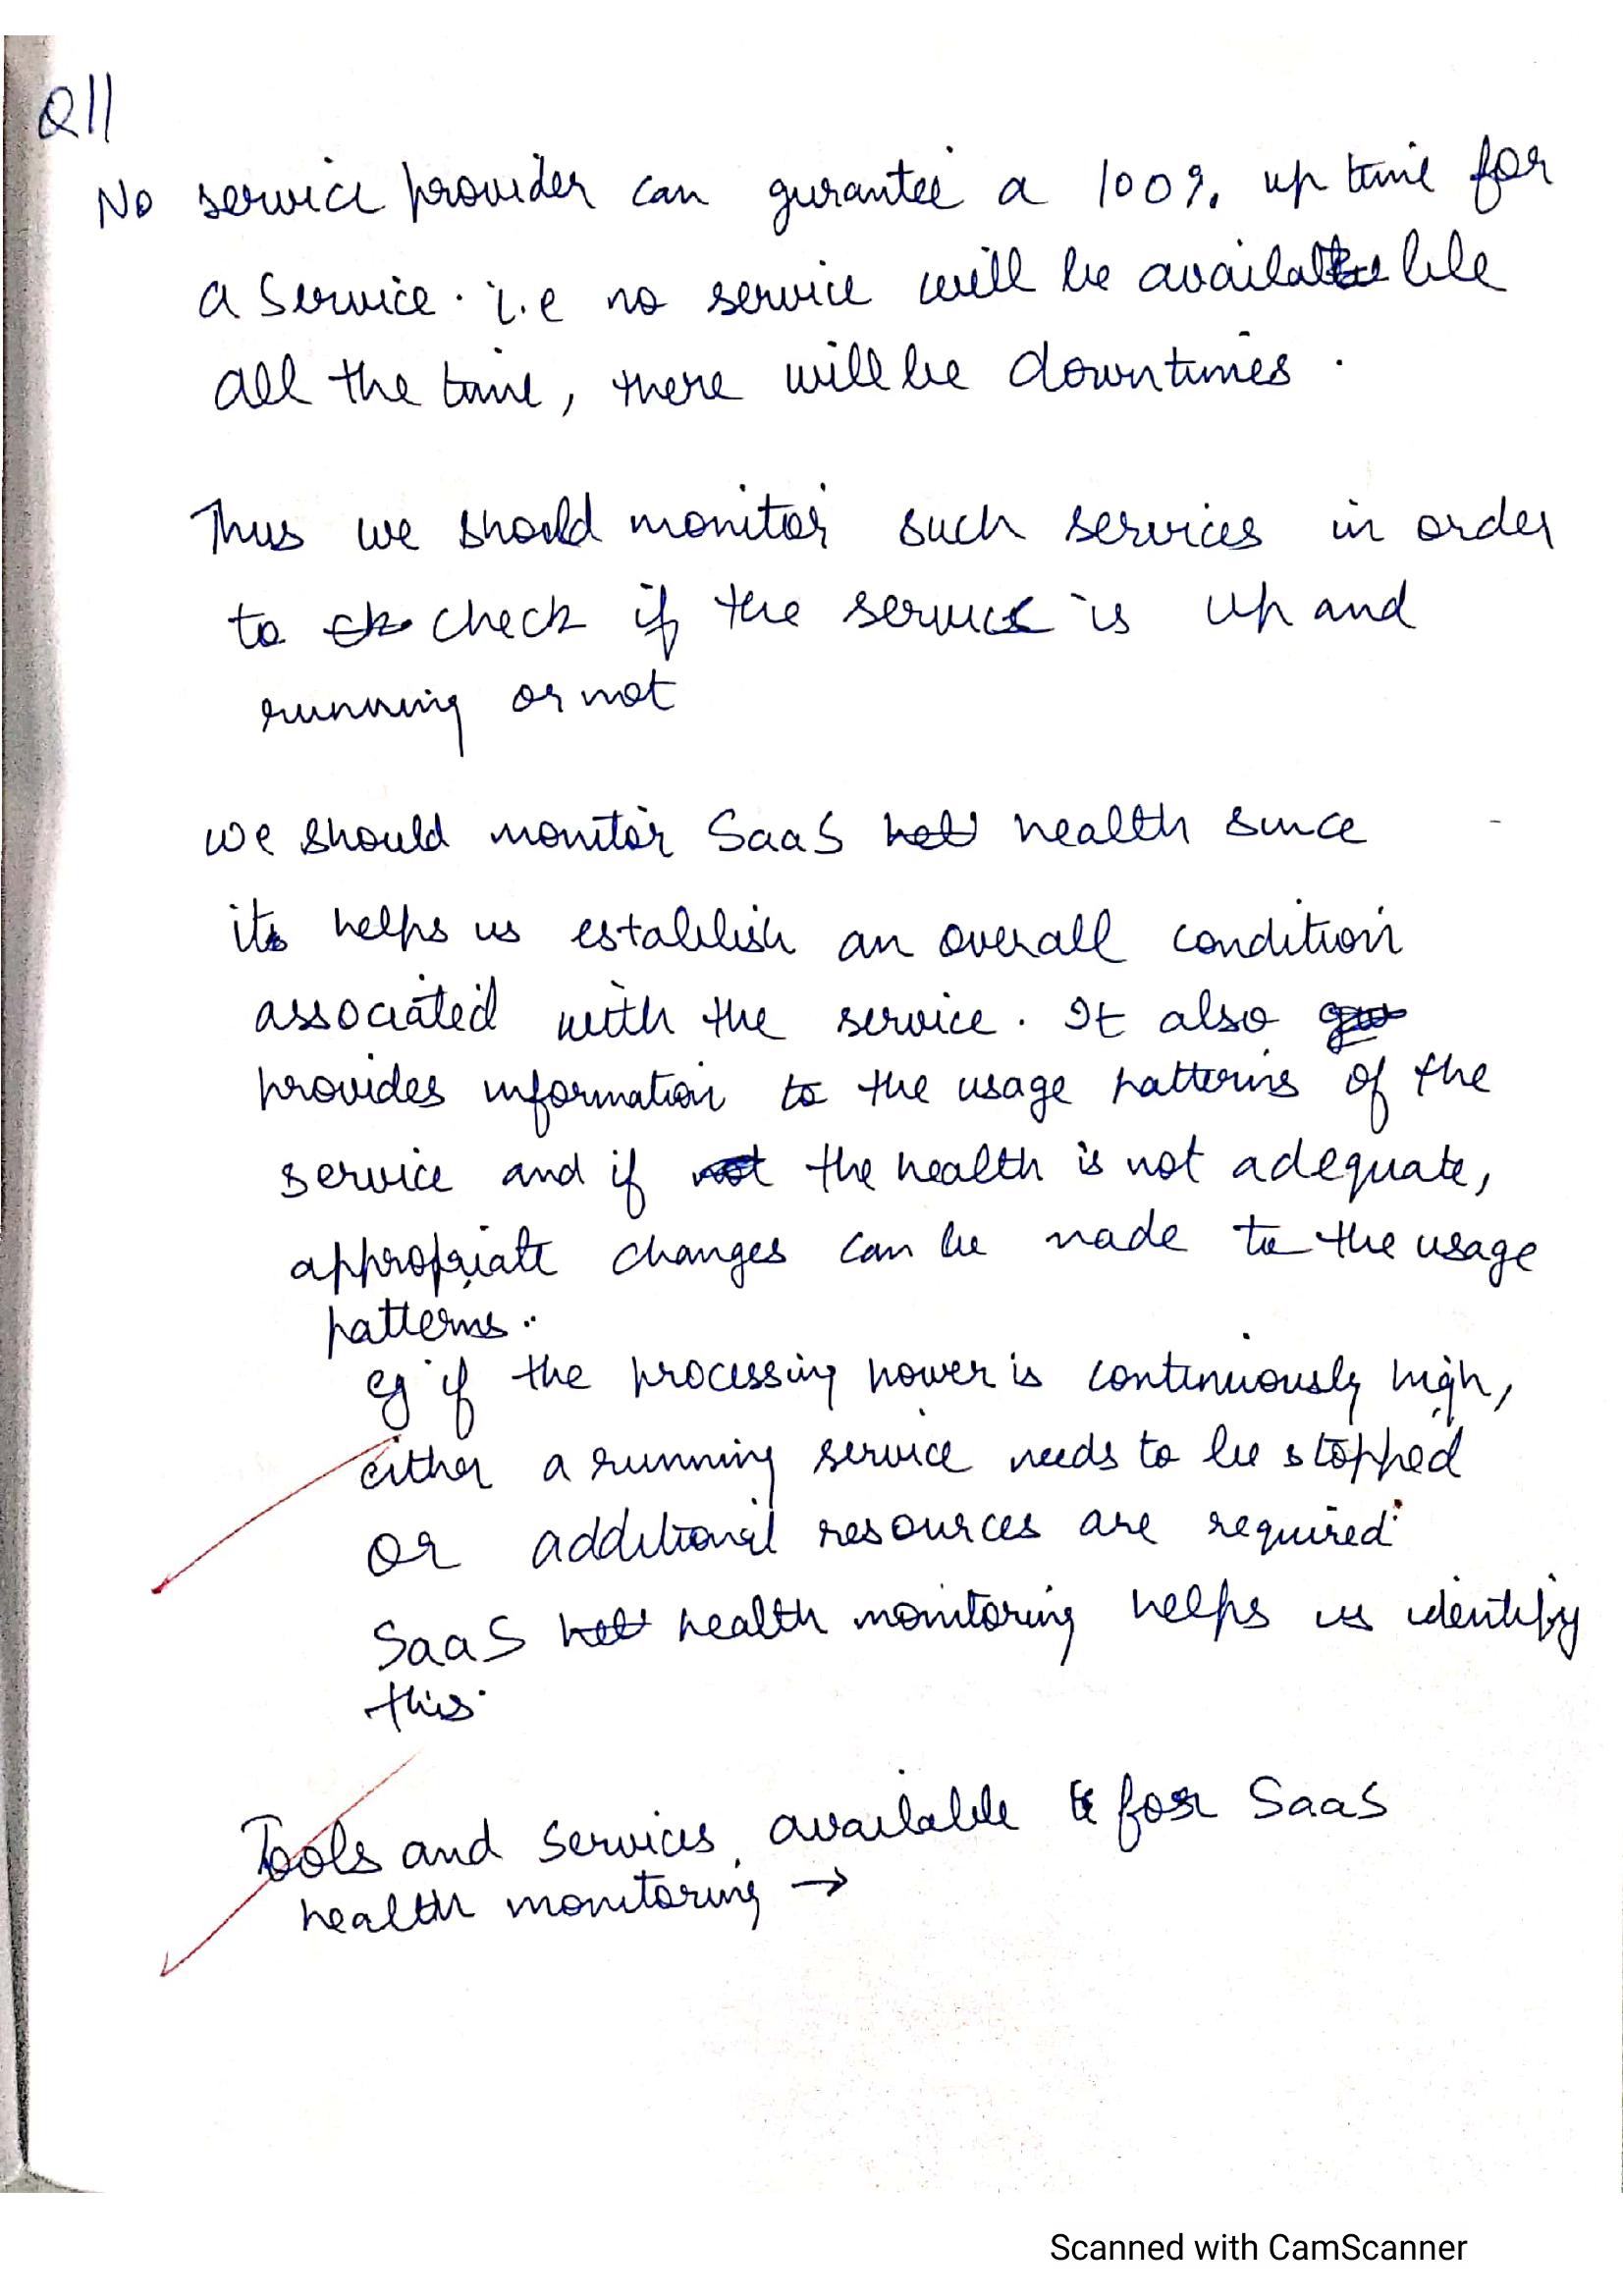 Q11
No service provider can gurantee a 100% up time for
a service. i.e no service will be available
all the time, there will be downtimes.
Thus we should monitor such services in order
to check if the service is up and
running or not
we should monitor SaaS health since
it helps us establish an overall condition
associated with the service. It also
provides information to the usage patterns of the
service and if the health is not adequate,
appropriate changes can be made to the usage
patterns.
eg if the processing power is continuously high,
either a running service needs to be stopped
or additional resources are required.
SaaS health monitoring helps us identify
this.
Tools and services available for SaaS
health monitoring →
Scanned with CamScanner